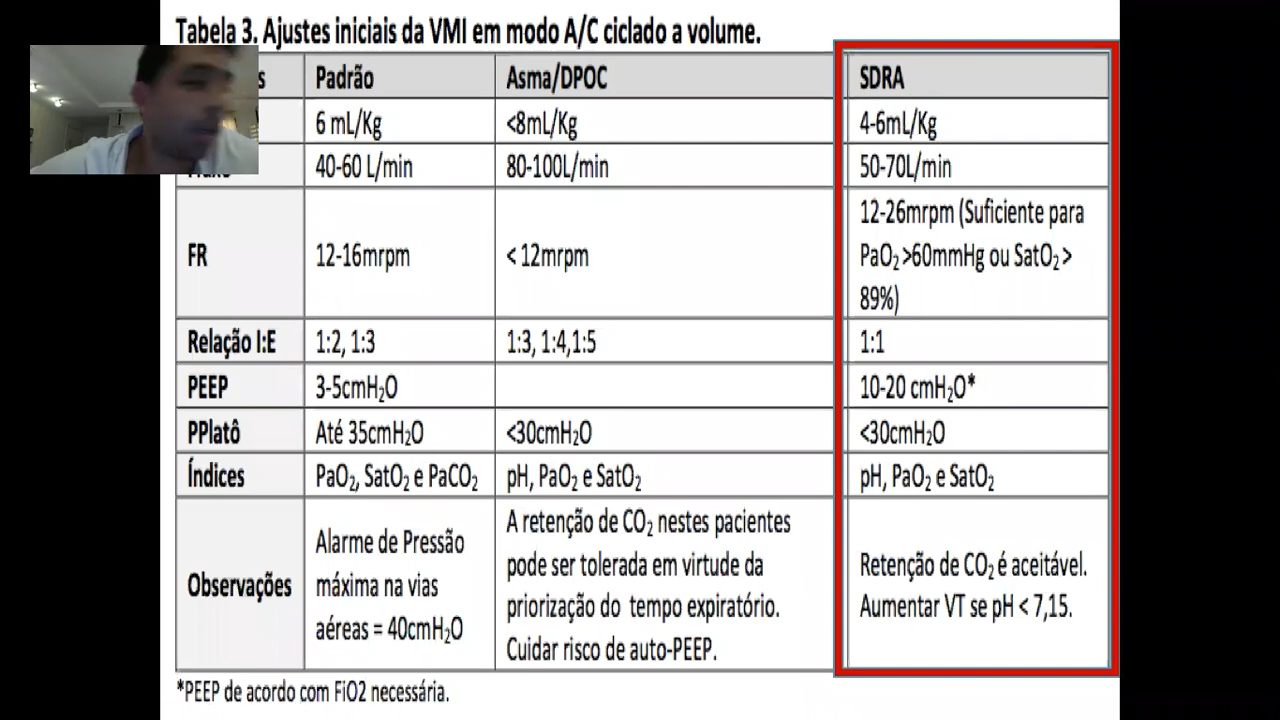 Tabela 3. Ajustes iniciais da VMI em modo A/C ciclado a volume.
Padrão Asma/DPOC SDRA
6 mL/Kg <8mL/Kg 4-6mL/Kg
40-60 L/min 80-100L/min 50-70L/min
FR 12-16mrpm < 12mrpm 12-26mrpm (Suficiente para
PaO₂ >60mmHg ou SatO₂ >
89%)
Relação I:E 1:2, 1:3 1:3, 1:4,1:5 1:1
PEEP 3-5cmH₂O 10-20 cmH₂O*
PPlatô Até 35cmH₂O <30cmH₂O <30cmH₂O
Índices PaO₂, SatO₂ e PaCO₂ pH, PaO₂ e SatO₂ pH, PaO₂ e SatO₂
Observações
Alarme de Pressão
máxima na vias
aéreas = 40cmH₂O
A retenção de CO₂ nestes pacientes
pode ser tolerada em virtude da
priorização do tempo expiratório.
Cuidar risco de auto-PEEP.
Retenção de CO₂ é aceitável.
Aumentar VT se pH < 7,15.
*PEEP de acordo com FiO2 necessária.